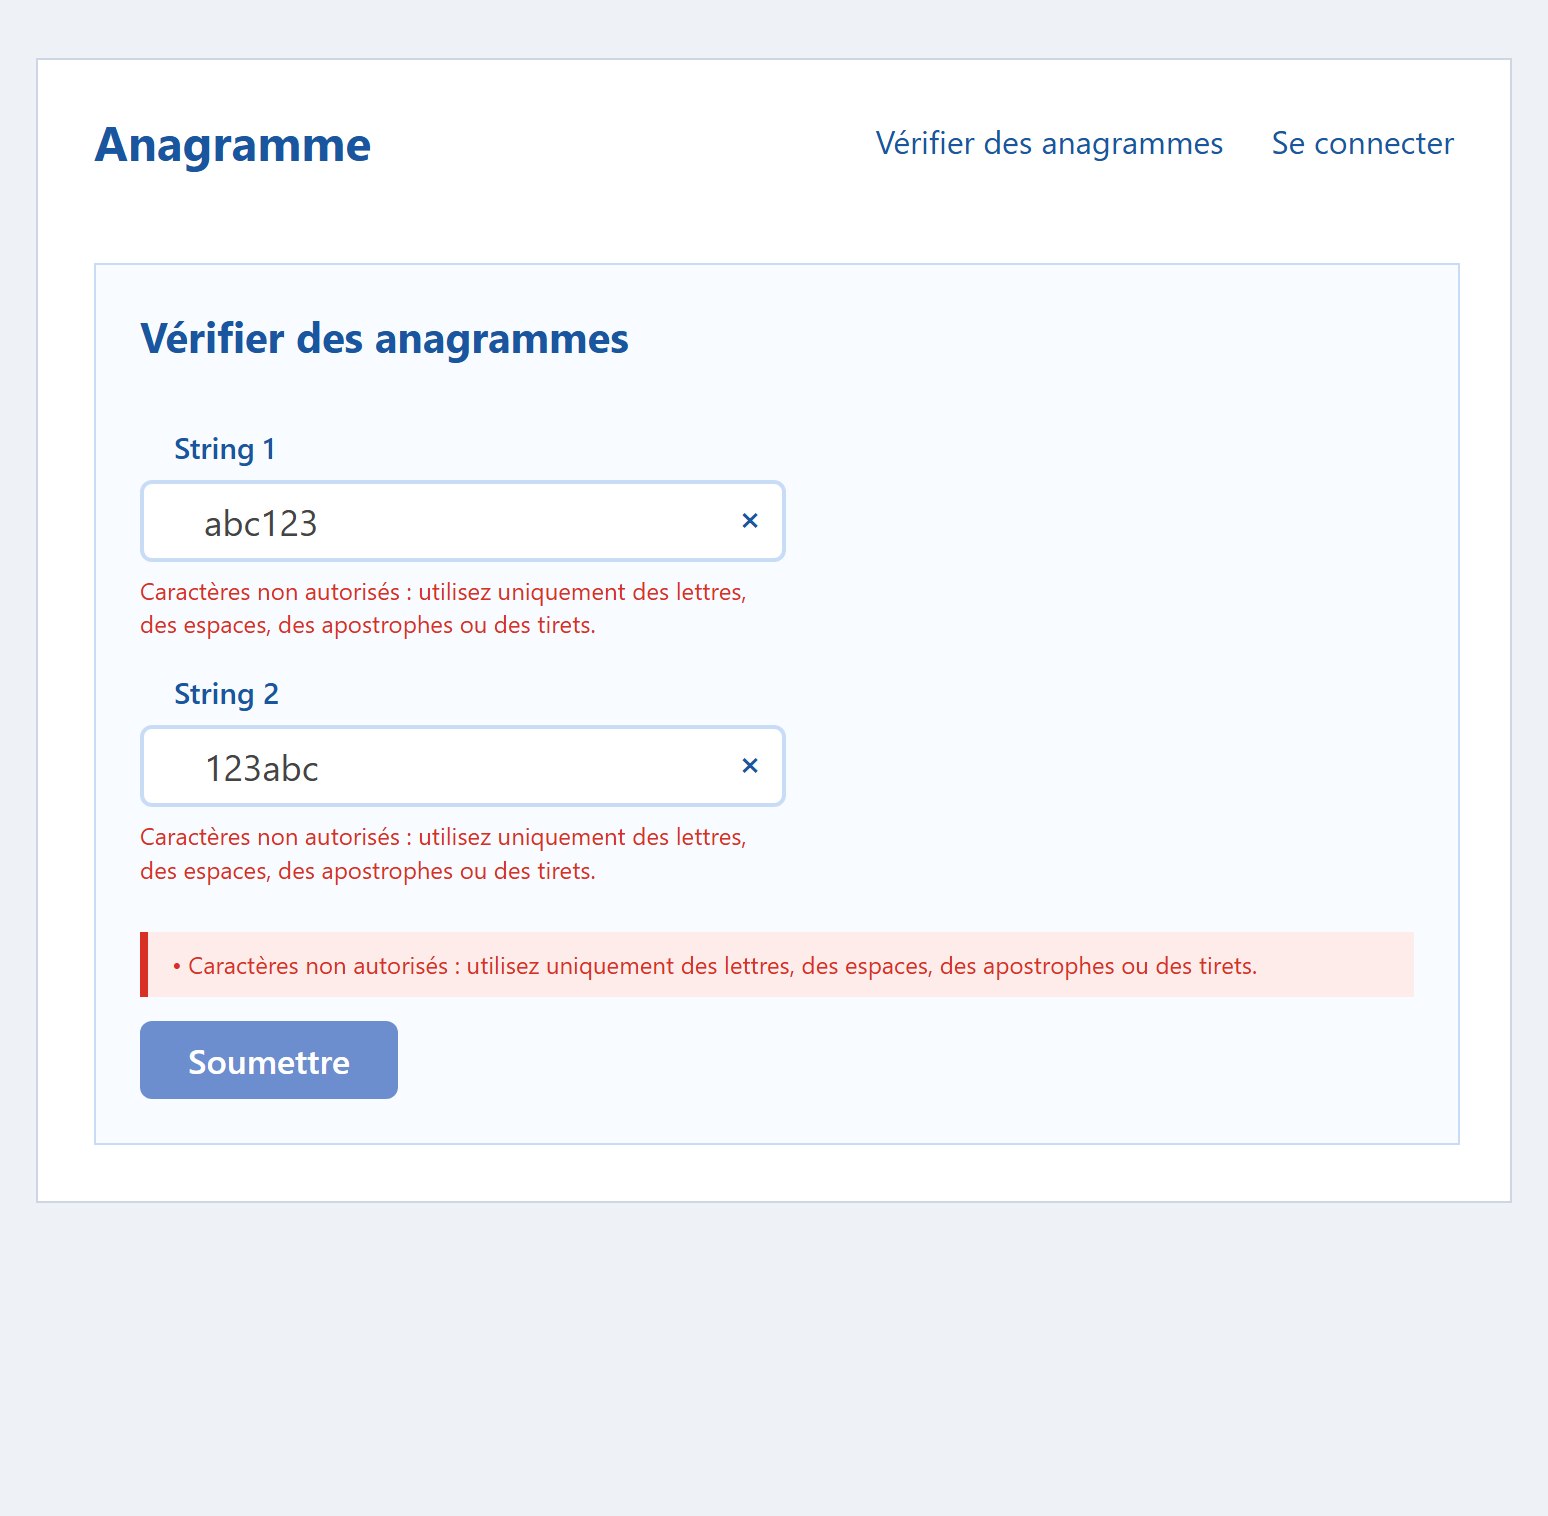 Anagramme
Vérifier des anagrammes
Se connecter
Vérifier des anagrammes
String 1
abc123
×
Caractères non autorisés : utilisez uniquement des lettres,
des espaces, des apostrophes ou des tirets.
String 2
123abc
×
Caractères non autorisés : utilisez uniquement des lettres,
des espaces, des apostrophes ou des tirets.
• Caractères non autorisés : utilisez uniquement des lettres, des espaces, des apostrophes ou des tirets.
Soumettre